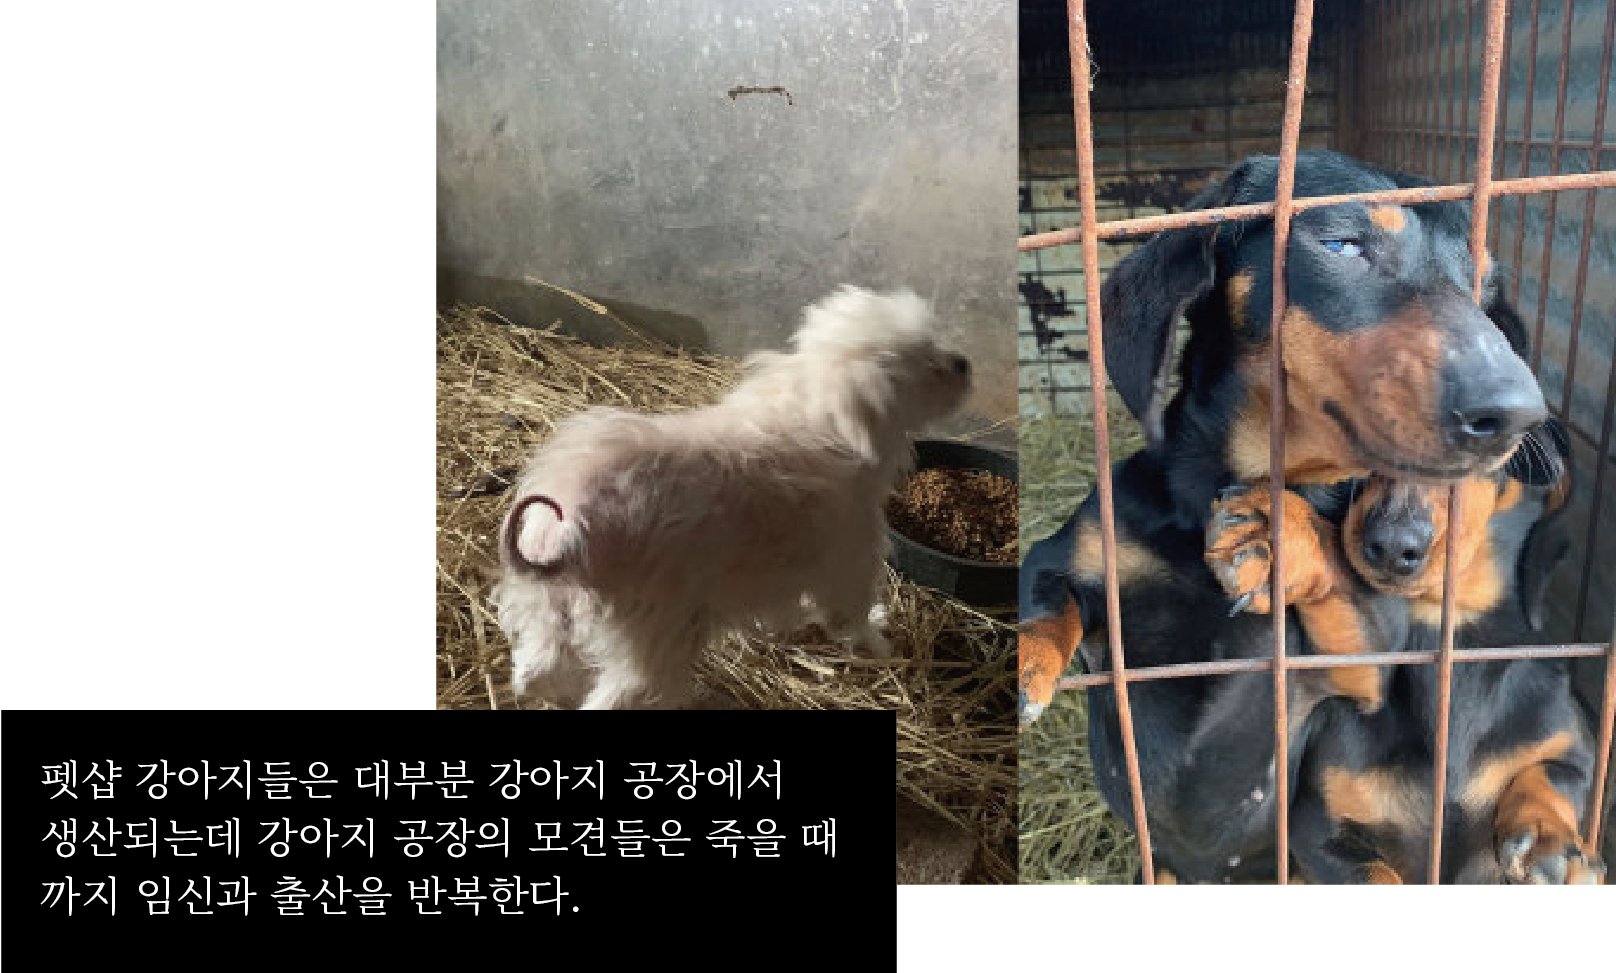 펫샵 강아지들은 대부분 강아지 공장에서
생산되는데 강아지 공장의 모견들은 죽을 때
까지 임신과 출산을 반복한다.